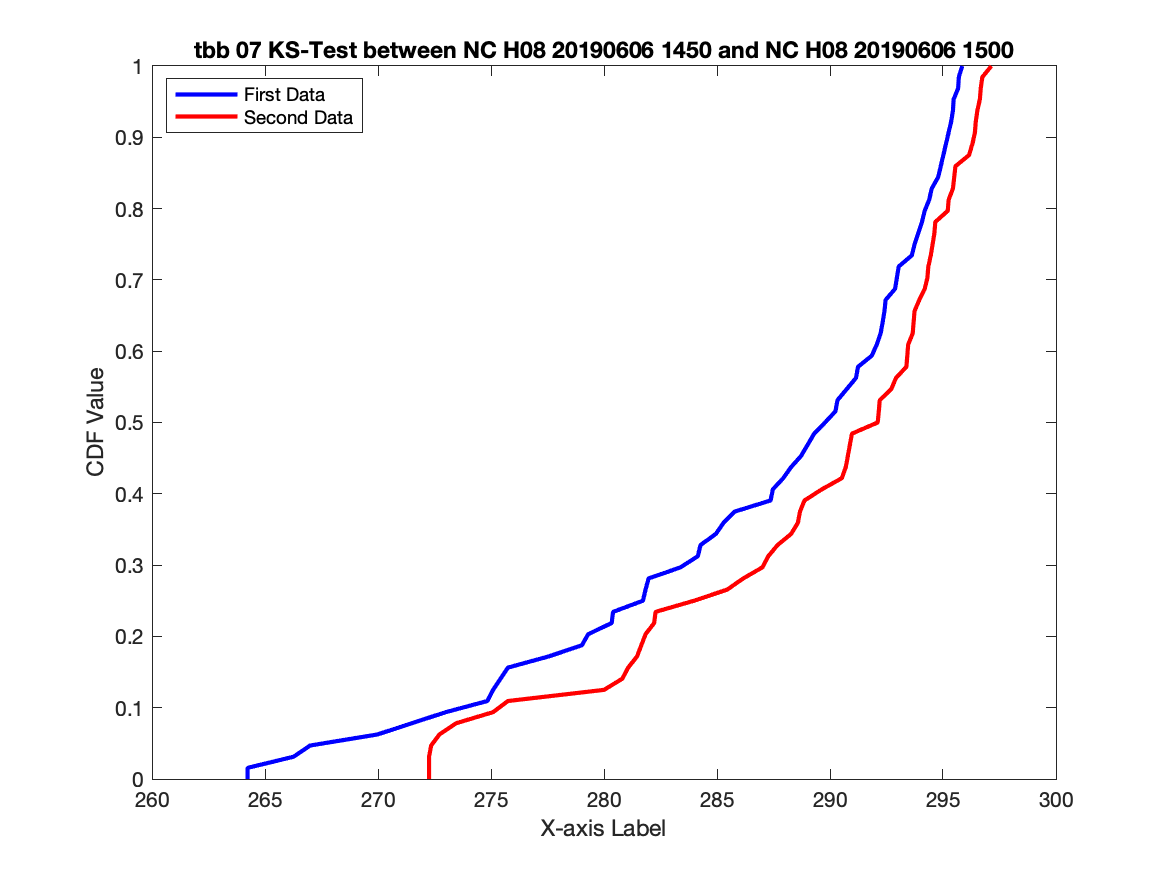 tbb 07 KS-Test between NC H08 20190606 1450 and NC H08 20190606 1500
First Data
Second Data
1
0.9
0.8
0.7
0.6
0.5
0.4
0.3
0.2
0.1
0
CDF Value
260 265 270 275 280 285 290 295 300
X-axis Label